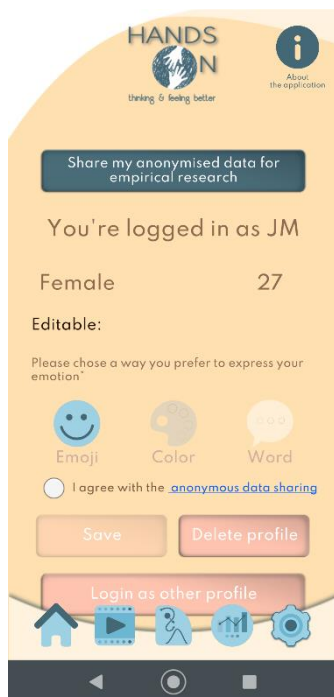 HANDS
ON
thinking & feeling better
About
the application
Share my anonymised data for
empirical research
You're logged in as JM
Female 27
Editable:
Please chose a way you prefer to express your
emotion*
Emoji Color Word
I agree with the anonymous data sharing
Save Delete profile
Login as other profile